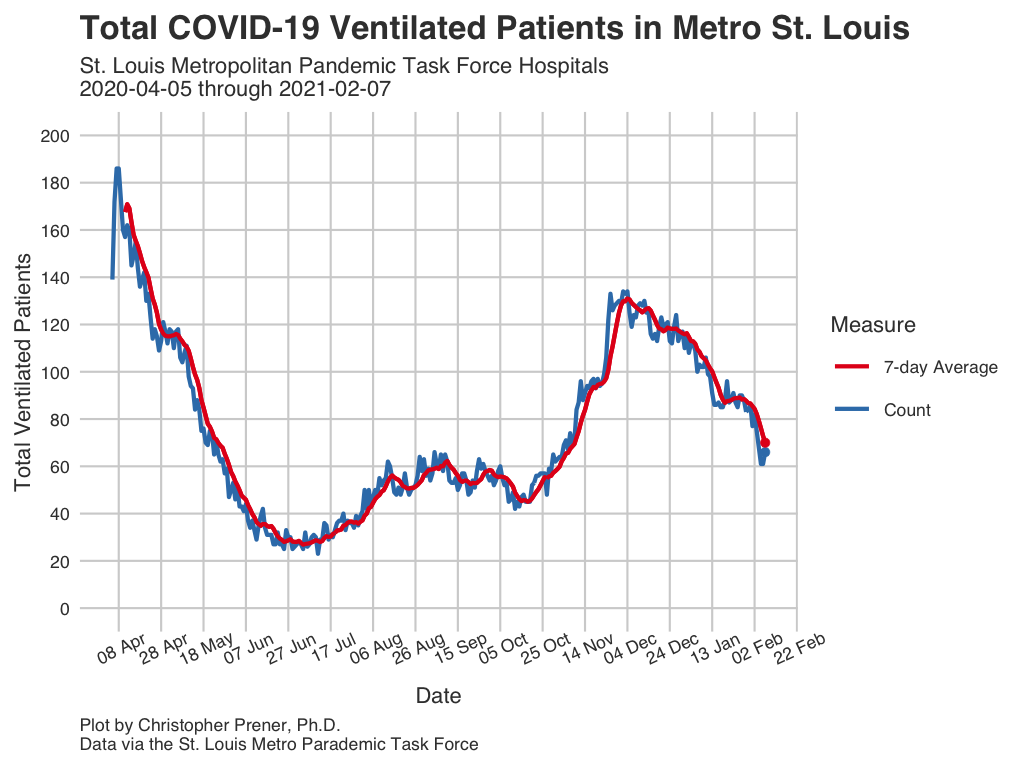 Total COVID-19 Ventilated Patients in Metro St. Louis
St. Louis Metropolitan Pandemic Task Force Hospitals
2020-04-05 through 2021-02-07
Total Ventilated Patients
200
180
160
140
120
100
80
60
40
20
0
08 Apr
28 Apr
18 May
07 Jun
27 Jun
17 Jul
06 Aug
26 Aug
15 Sep
05 Oct
25 Oct
14 Nov
04 Dec
24 Dec
13 Jan
02 Feb
22 Feb
Date
Measure
7-day Average
Count
Plot by Christopher Prener, Ph.D.
Data via the St. Louis Metro Parademic Task Force